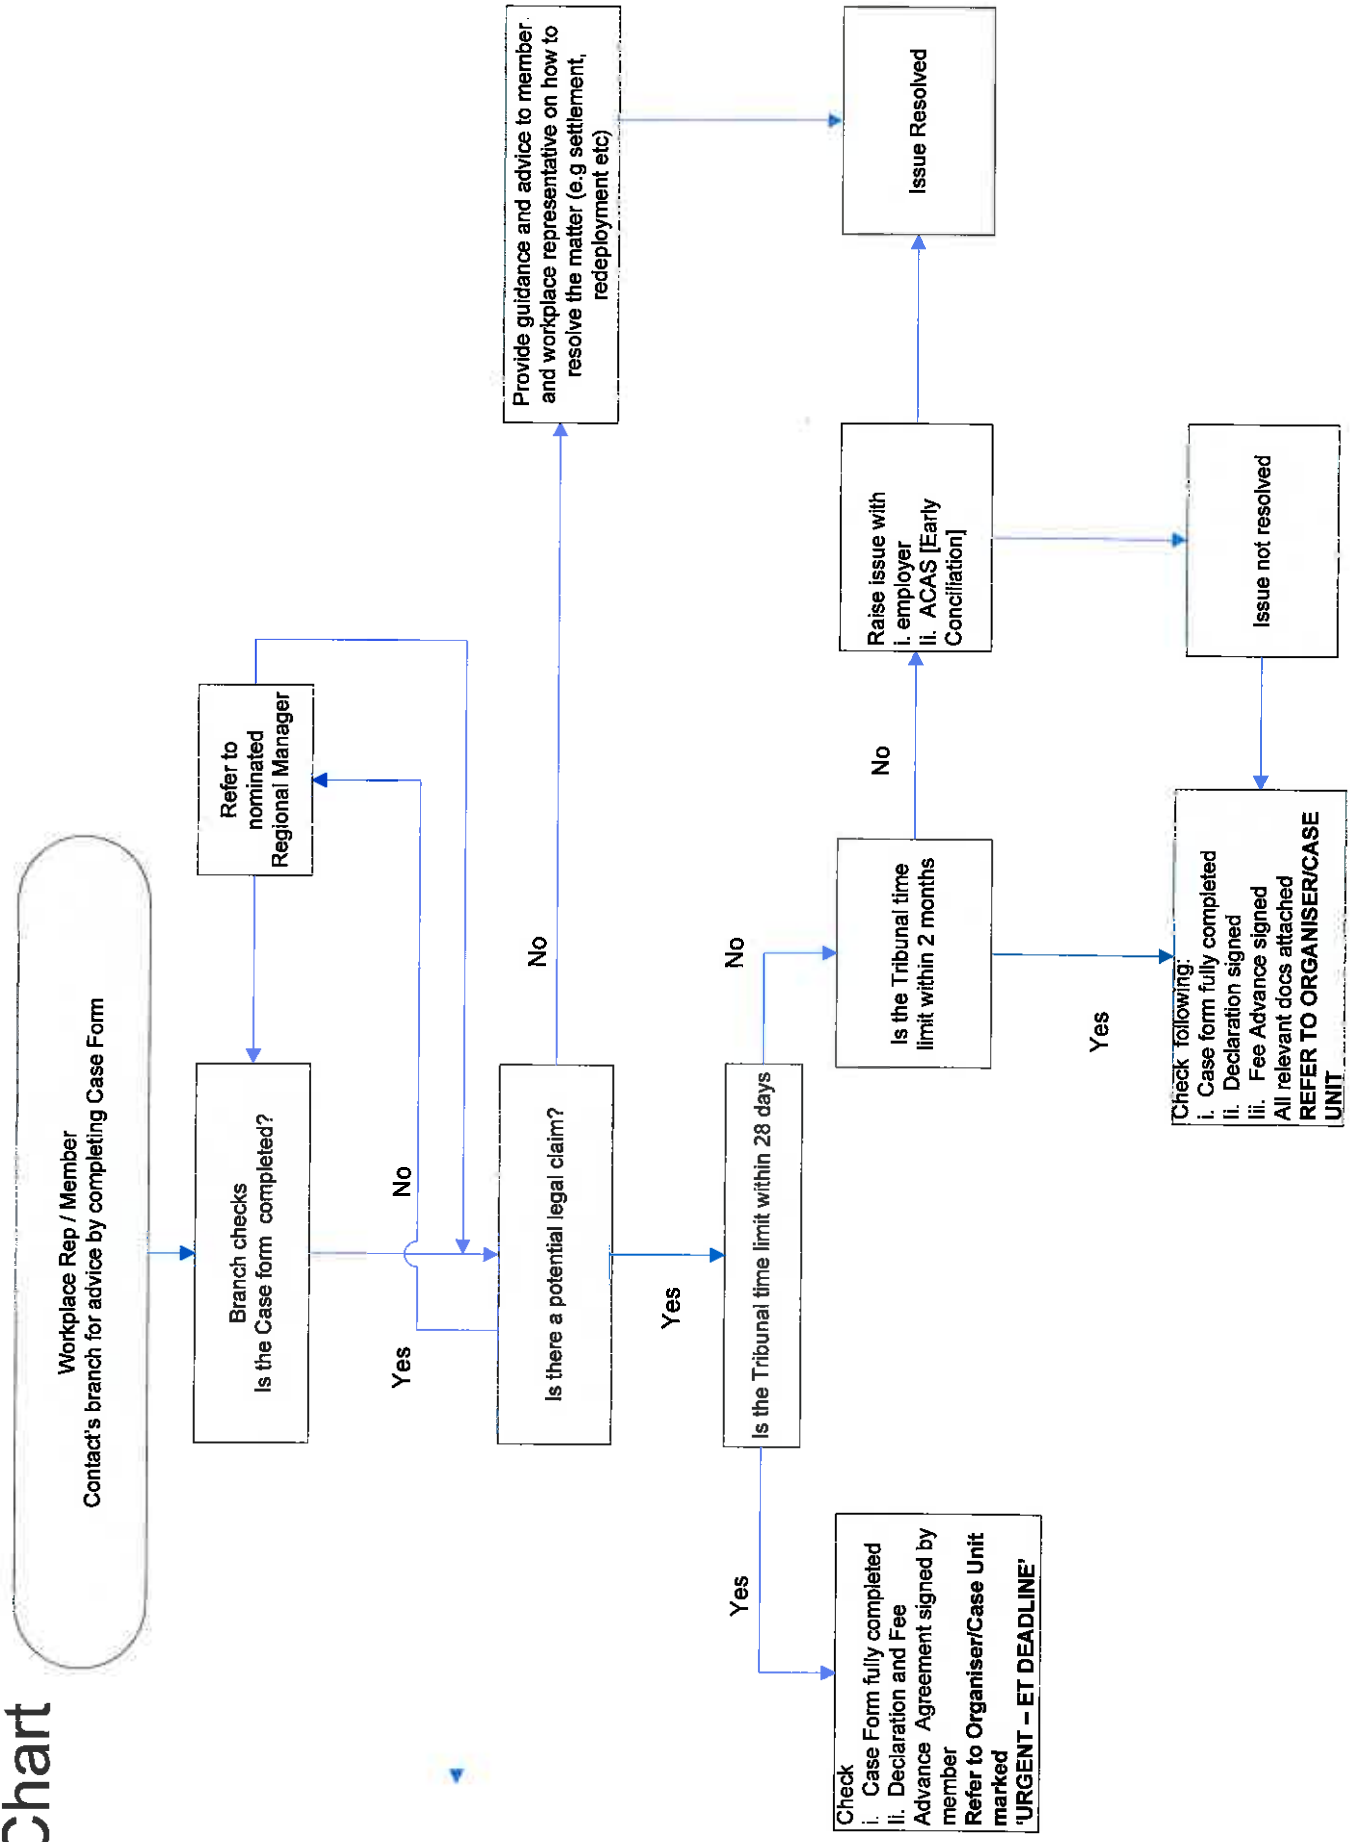 Chart
Workplace Rep / Member
Contact's branch for advice by completing Case Form
Branch checks
Is the Case form completed?
Refer to
nominated
Regional Manager
Yes
No
Is there a potential legal claim?
No
Provide guidance and advice to member
and workplace representative on how to
resolve the matter (e.g settlement,
redeployment etc)
Yes
Is the Tribunal time limit within 28 days
Yes
No
Check
i. Case Form fully completed
Ii. Declaration and Fee
Advance Agreement signed by
member
Refer to Organiser/Case Unit
marked
'URGENT – ET DEADLINE'
Is the Tribunal time
limit within 2 months
No
Raise issue with
i. employer
Ii. ACAS [Early
Conciliation]
Issue Resolved
Yes
Check following:
i. Case form fully completed
Ii. Declaration signed
Iii. Fee Advance signed
All relevant docs attached
REFER TO ORGANISER/CASE
UNIT
Issue not resolved